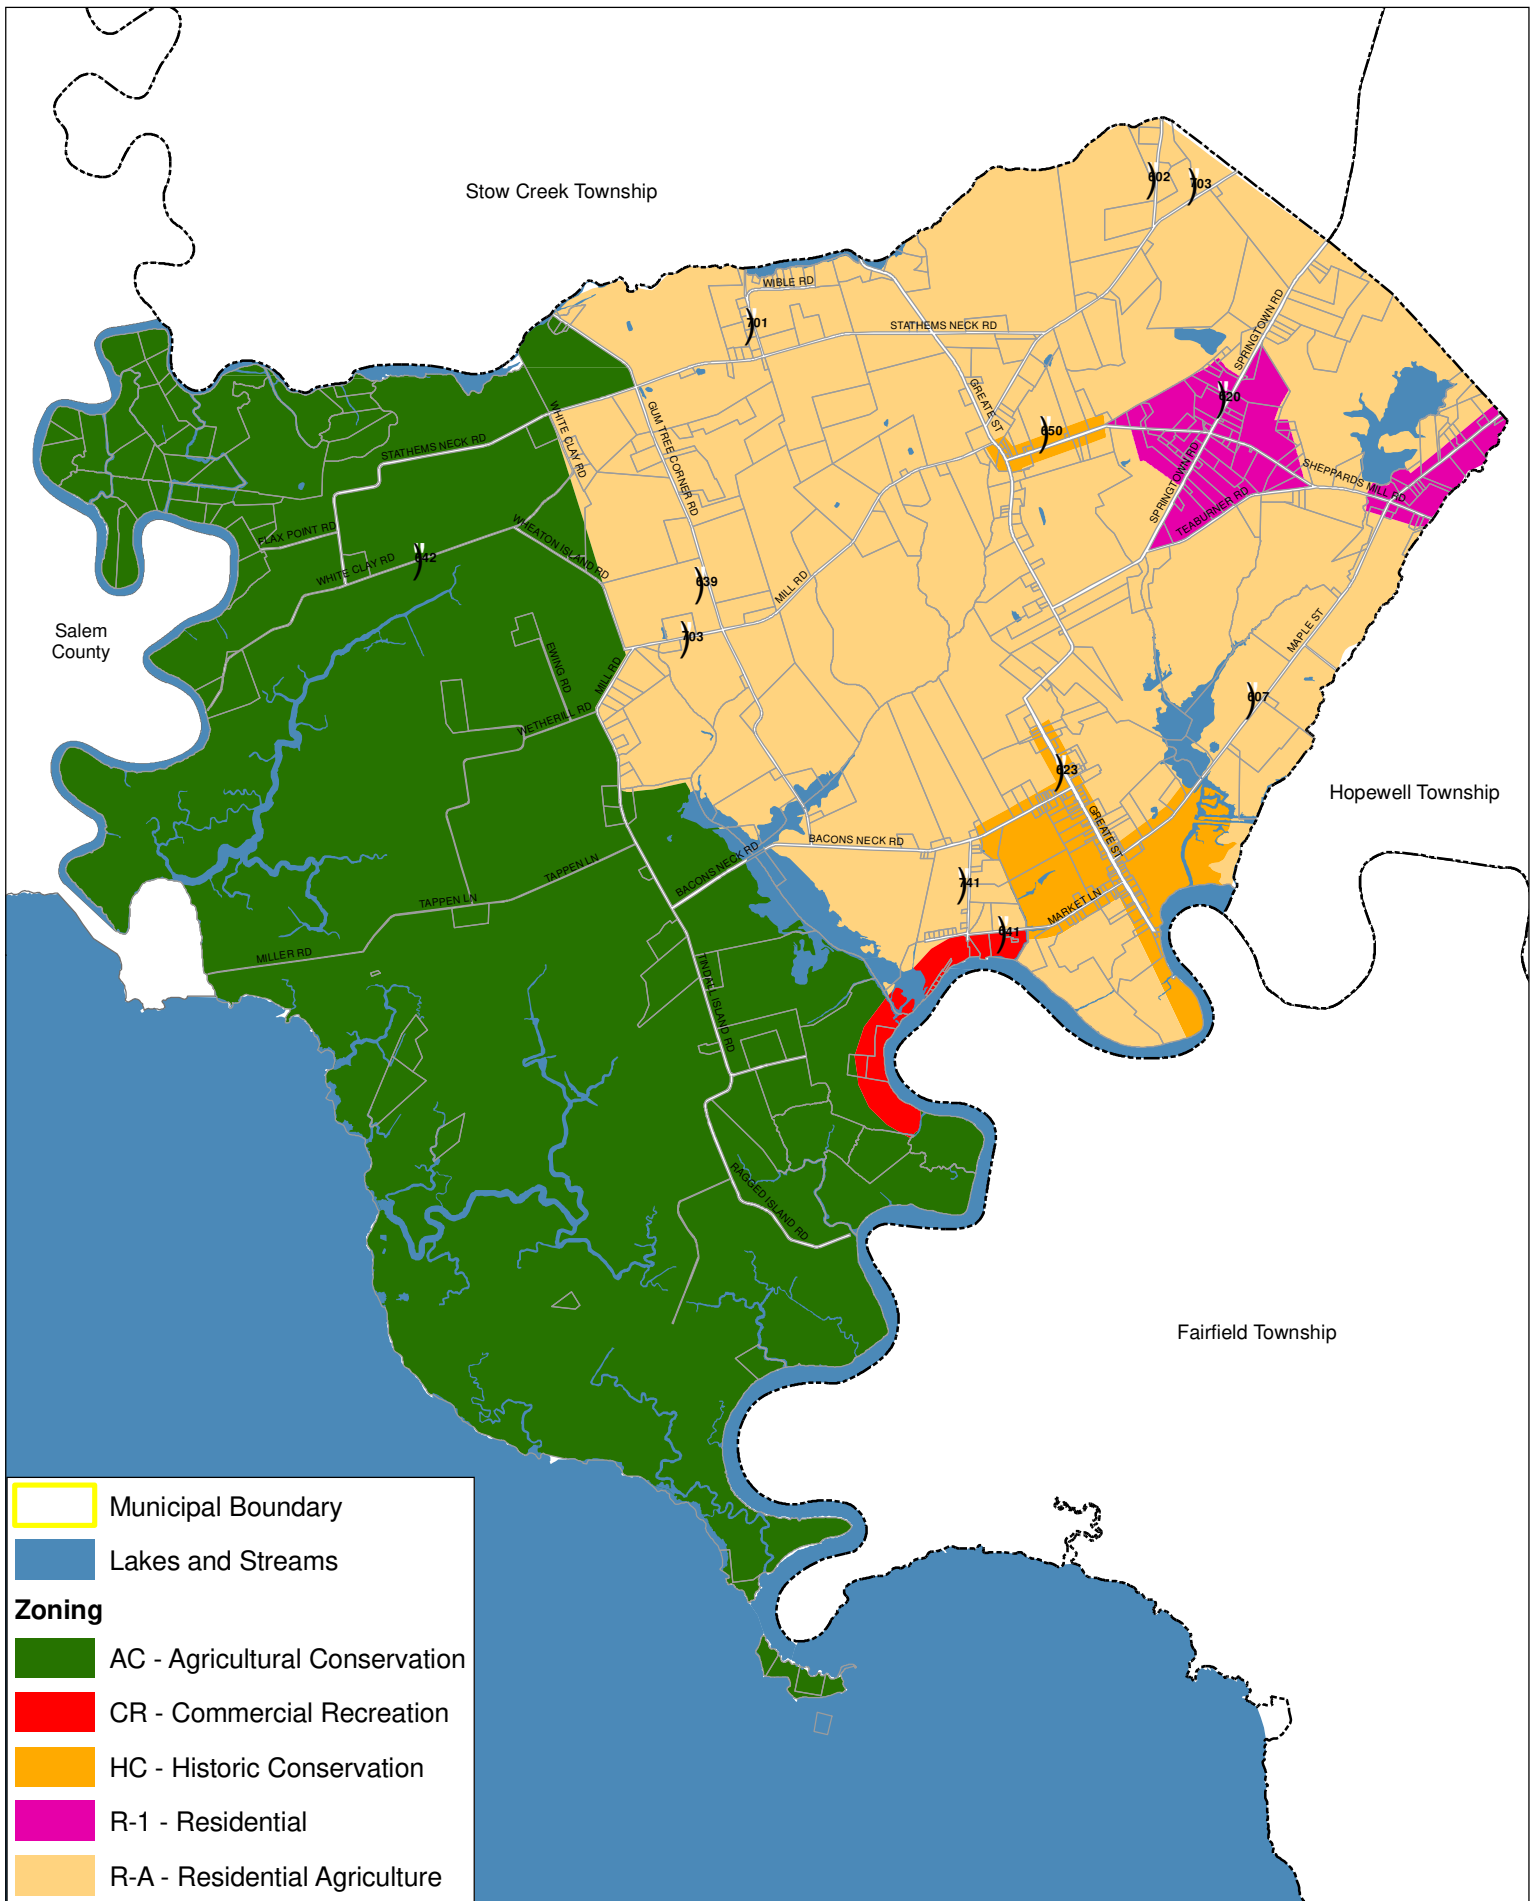 602
703
Stow Creek Township
WIBLE RD
701
STATHEMS NECK RD
SPRINGTOWN RD
GREATE ST
620
650
WHITE CLAY RD
GUM TREE CORNER RD
STATHEMS NECK RD
SPRINGTOWN RD
SHEPPARDS MILL RD
TEABURNER RD
FLAX POINT RD
WHEATON ISLAND RD
WHITE CLAY RD
642
639
MILL RD
Salem
County
703
MAPLE ST
EWING RD
MILL RD
607
WETHERILL RD
623
Hopewell Township
GREATE ST
BACONS NECK RD
BACONS NECK RD
TAPPEN LN
741
TAPPEN LN
MARKET LN
641
MILLER RD
TINDALL ISLAND RD
RAGGED ISLAND RD
Fairfield Township
Municipal Boundary
Lakes and Streams
Zoning
AC - Agricultural Conservation
CR - Commercial Recreation
HC - Historic Conservation
R-1 - Residential
R-A - Residential Agriculture